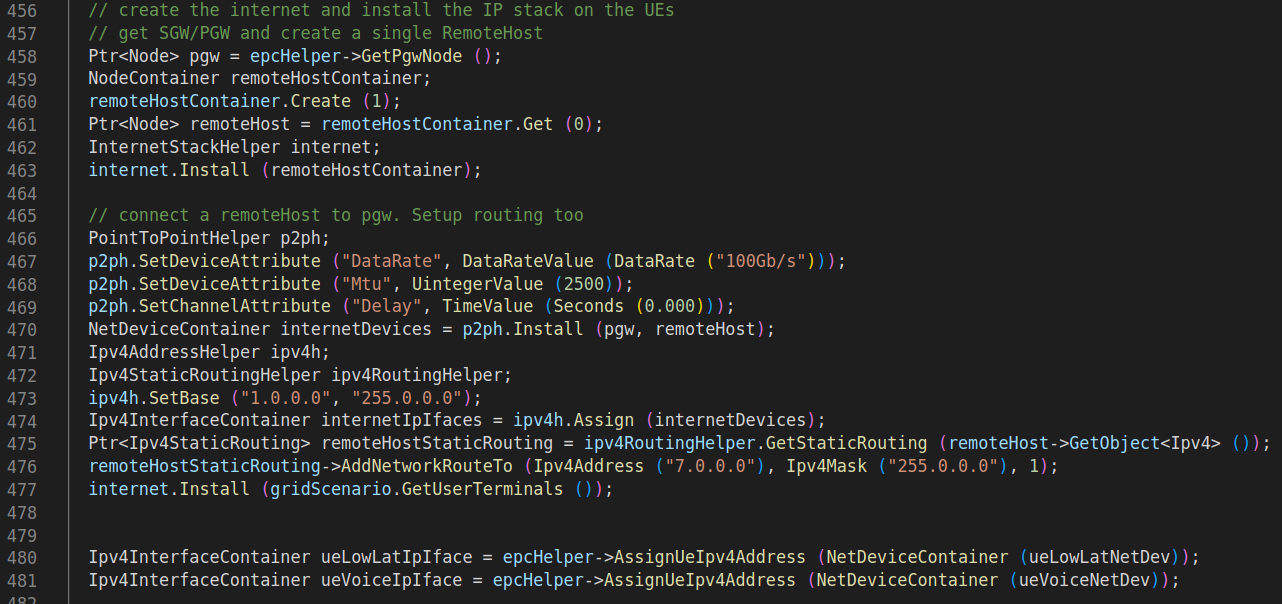 456 // create the internet and install the IP stack on the UEs
457 // get SGW/PGW and create a single RemoteHost
458 Ptr<Node> pgw = epcHelper->GetPgwNode ();
459 NodeContainer remoteHostContainer;
460 remoteHostContainer.Create (1);
461 Ptr<Node> remoteHost = remoteHostContainer.Get (0);
462 InternetStackHelper internet;
463 internet.Install (remoteHostContainer);
464
465 // connect a remoteHost to pgw. Setup routing too
466 PointToPointHelper p2ph;
467 p2ph.SetDeviceAttribute ("DataRate", DataRateValue (DataRate ("100Gb/s")));
468 p2ph.SetDeviceAttribute ("Mtu", UintegerValue (2500));
469 p2ph.SetChannelAttribute ("Delay", TimeValue (Seconds (0.000)));
470 NetDeviceContainer internetDevices = p2ph.Install (pgw, remoteHost);
471 Ipv4AddressHelper ipv4h;
472 Ipv4StaticRoutingHelper ipv4RoutingHelper;
473 ipv4h.SetBase ("1.0.0.0", "255.0.0.0");
474 Ipv4InterfaceContainer internetIpIfaces = ipv4h.Assign (internetDevices);
475 Ptr<Ipv4StaticRouting> remoteHostStaticRouting = ipv4RoutingHelper.GetStaticRouting (remoteHost->GetObject<Ipv4> ());
476 remoteHostStaticRouting->AddNetworkRouteTo (Ipv4Address ("7.0.0.0"), Ipv4Mask ("255.0.0.0"), 1);
477 internet.Install (gridScenario.GetUserTerminals ());
478
479
480 Ipv4InterfaceContainer ueLowLatIpIface = epcHelper->AssignUeIpv4Address (NetDeviceContainer (ueLowLatNetDev));
481 Ipv4InterfaceContainer ueVoiceIpIface = epcHelper->AssignUeIpv4Address (NetDeviceContainer (ueVoiceNetDev));
482